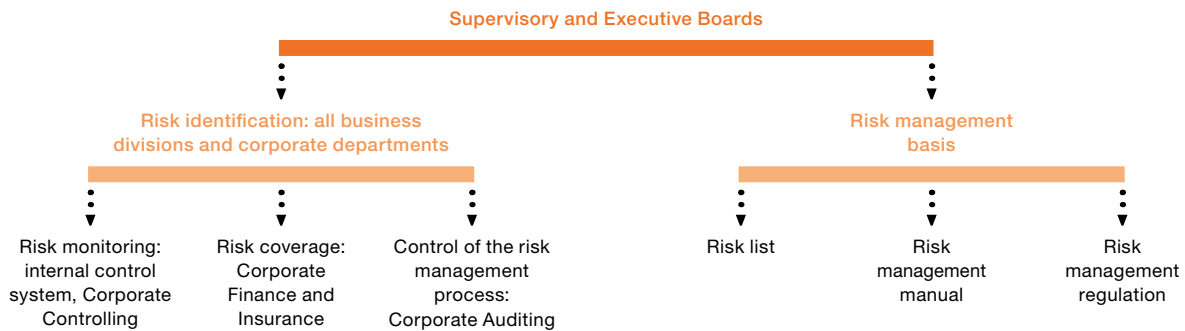 Supervisory and Executive Boards
Risk identification: all business
divisions and corporate departments
Risk management
basis
Risk monitoring:
internal control
system, Corporate
Controlling
Risk coverage:
Corporate
Finance and
Insurance
Control of the risk
management
process:
Corporate Auditing
Risk list
Risk
management
manual
Risk
management
regulation